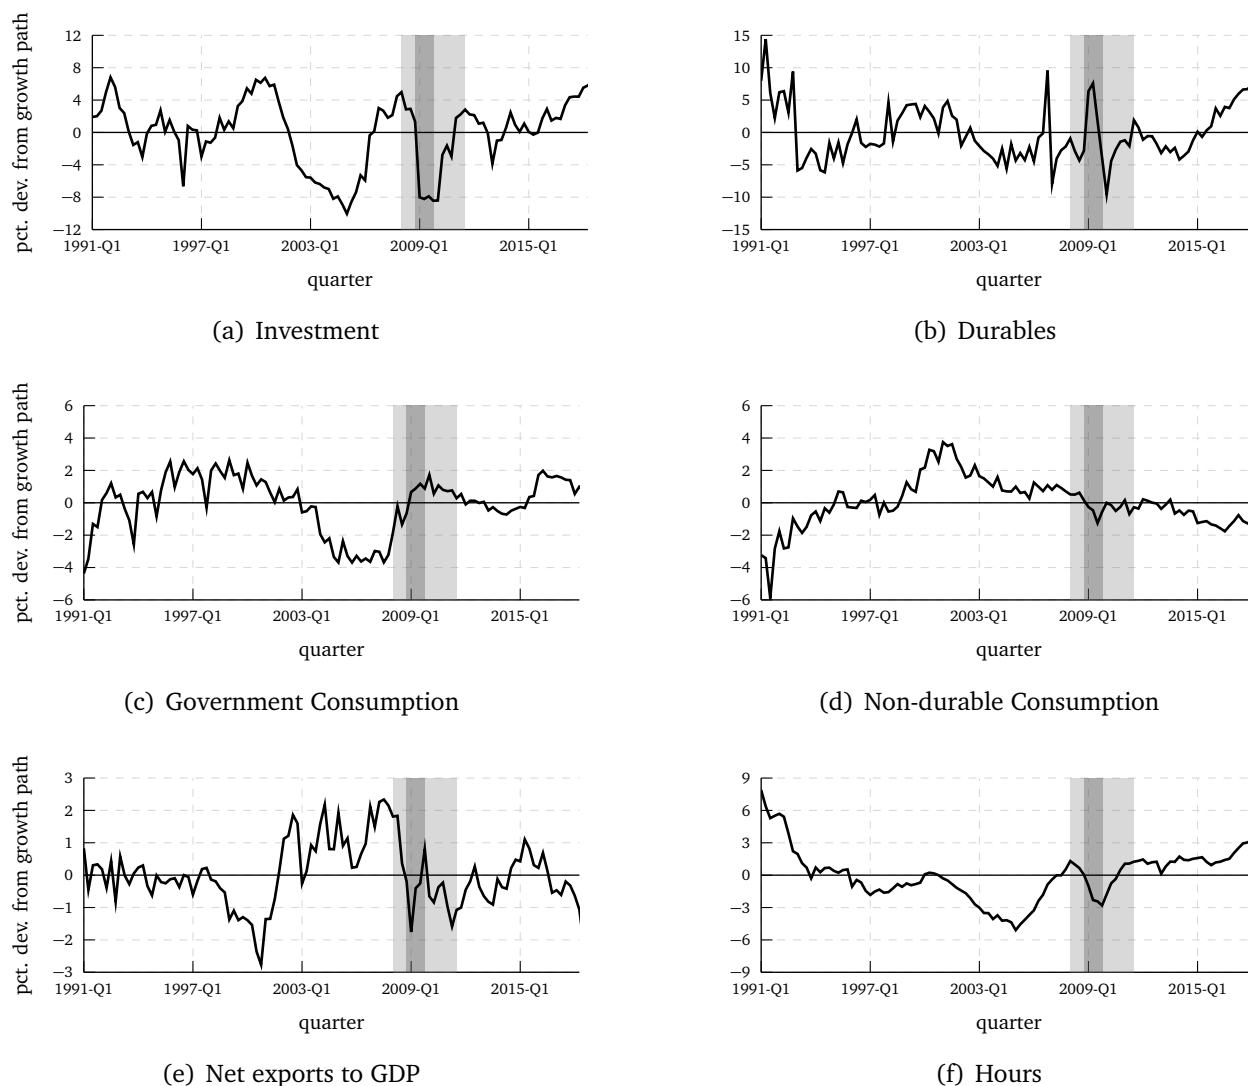 pct. dev. from growth path
12
8
4
0
−4
−8
−12
1991-Q1 1997-Q1 2003-Q1 2009-Q1 2015-Q1
quarter
(a) Investment
15
10
5
0
−5
−10
−15
1991-Q1 1997-Q1 2003-Q1 2009-Q1 2015-Q1
quarter
(b) Durables
pct. dev. from growth path
6
4
2
0
−2
−4
−6
1991-Q1 1997-Q1 2003-Q1 2009-Q1 2015-Q1
quarter
(c) Government Consumption
6
4
2
0
−2
−4
−6
1991-Q1 1997-Q1 2003-Q1 2009-Q1 2015-Q1
quarter
(d) Non-durable Consumption
pct. dev. from growth path
3
2
1
0
−1
−2
−3
1991-Q1 1997-Q1 2003-Q1 2009-Q1 2015-Q1
quarter
(e) Net exports to GDP
9
6
3
0
−3
−6
−9
1991-Q1 1997-Q1 2003-Q1 2009-Q1 2015-Q1
quarter
(f) Hours